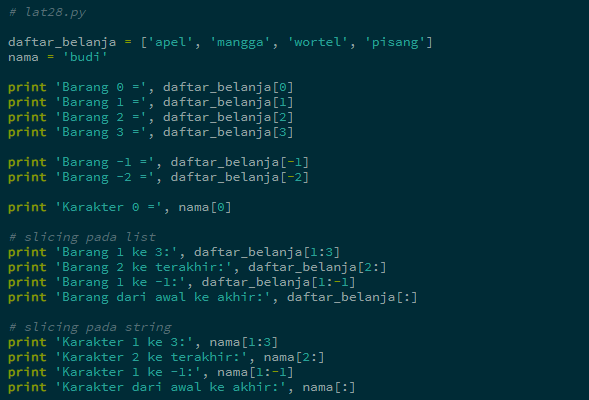 # lat28.py
daftar_belanja = ['apel', 'mangga', 'wortel', 'pisang']
nama = 'budi'
print 'Barang 0 =', daftar_belanja[0]
print 'Barang 1 =', daftar_belanja[1]
print 'Barang 2 =', daftar_belanja[2]
print 'Barang 3 =', daftar_belanja[3]
print 'Barang -1 =', daftar_belanja[-1]
print 'Barang -2 =', daftar_belanja[-2]
print 'Karakter 0 =', nama[0]
# slicing pada list
print 'Barang 1 ke 3:', daftar_belanja[1:3]
print 'Barang 2 ke terakhir:', daftar_belanja[2:]
print 'Barang 1 ke -1:', daftar_belanja[1:-1]
print 'Barang dari awal ke akhir:', daftar_belanja[:]
# slicing pada string
print 'Karakter 1 ke 3:', nama[1:3]
print 'Karakter 2 ke terakhir:', nama[2:]
print 'Karakter 1 ke -1:', nama[1:-1]
print 'Karakter dari awal ke akhir:', nama[:]